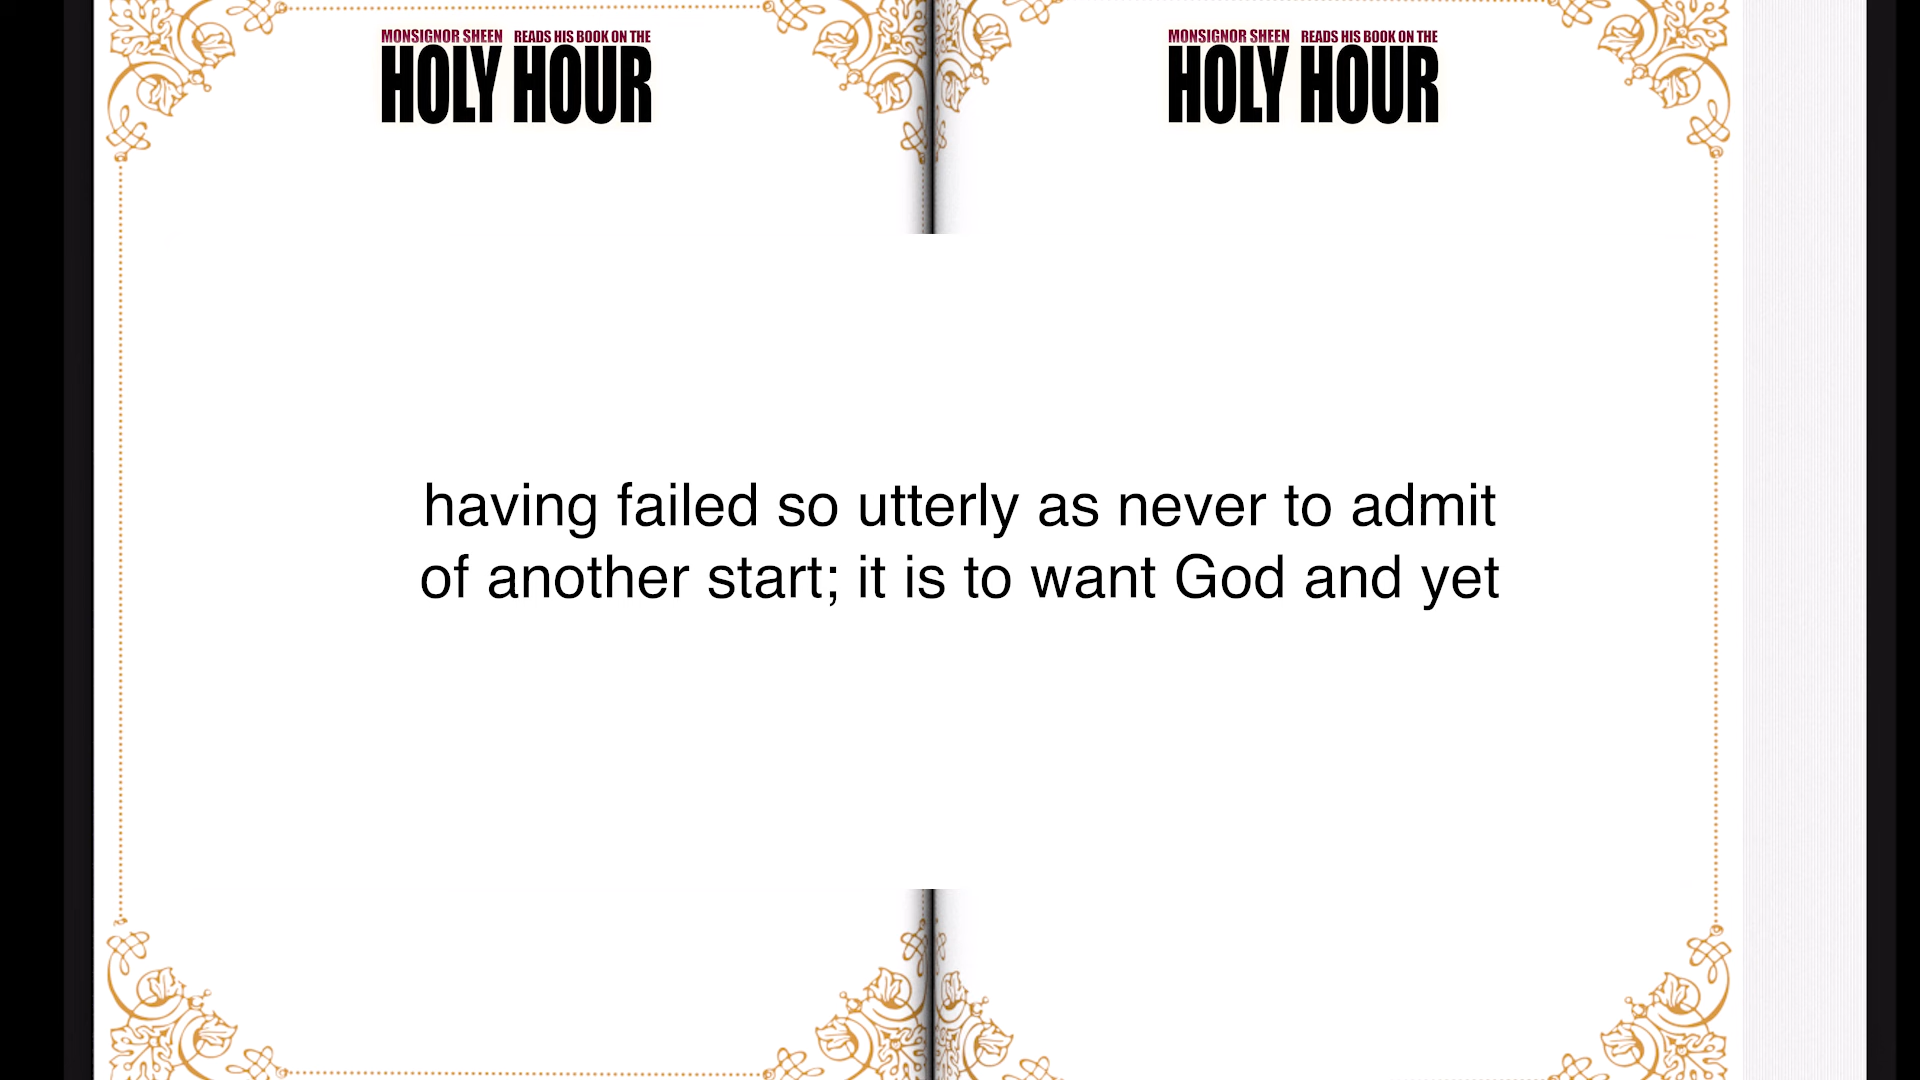 MONSIGNOR SHEEN READS HIS BOOK ON THE
HOLY HOUR
MONSIGNOR SHEEN READS HIS BOOK ON THE
HOLY HOUR
having failed so utterly as never to admit
of another start; it is to want God and yet